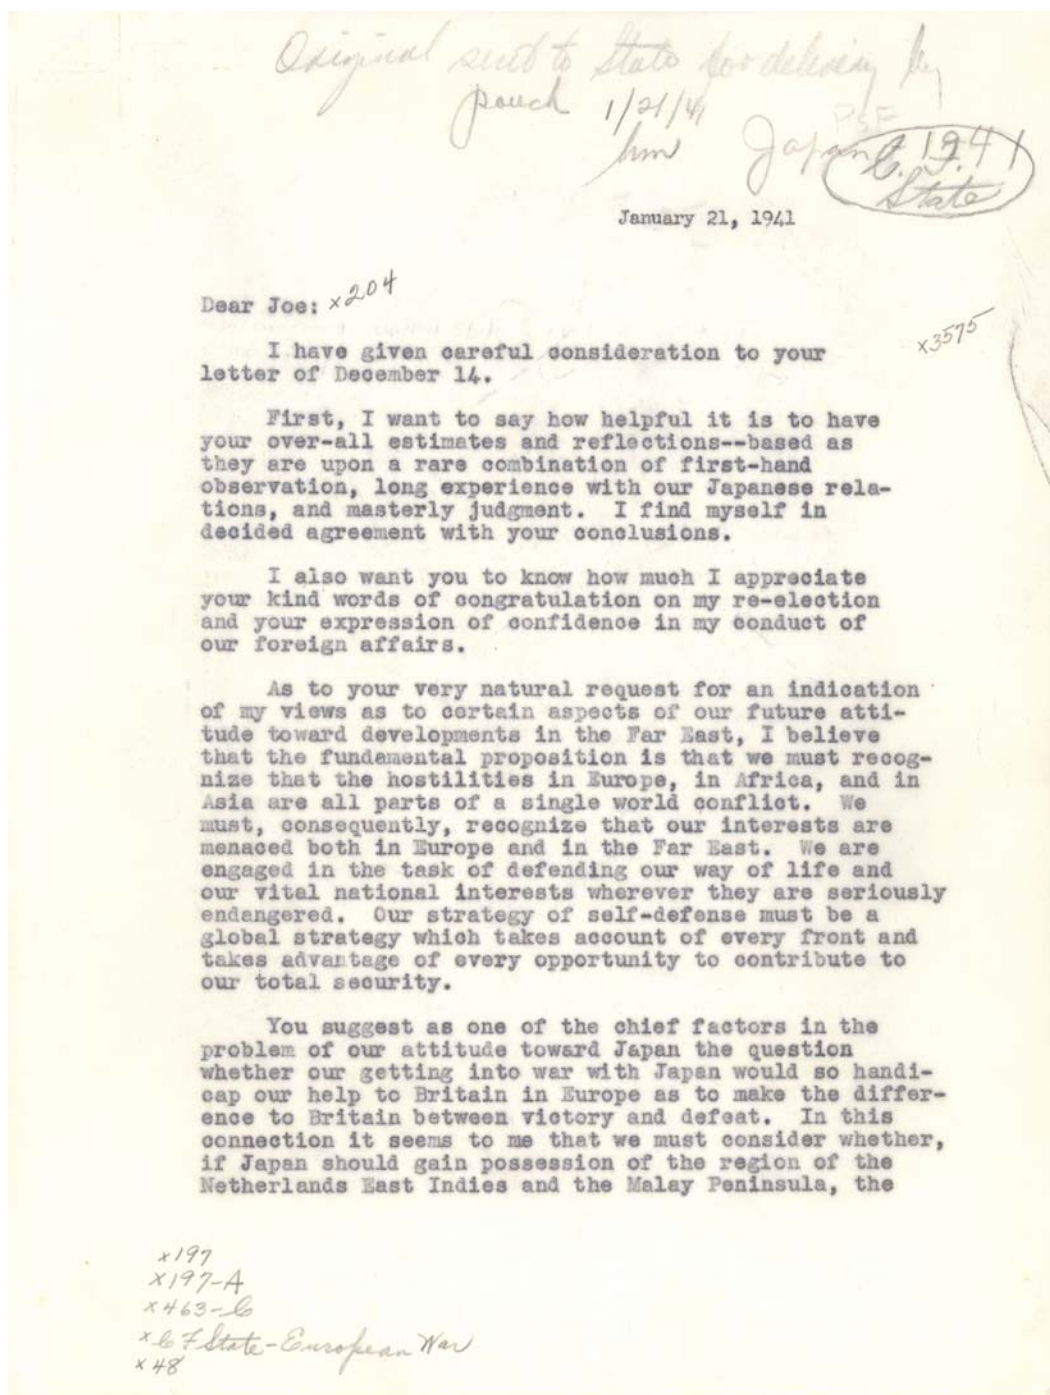 Original sent to State for delivery by
pouch 1/21/41
hm
PSF
Japan
C.F. 1941
State
January 21, 1941
Dear Joe: x204
x3575
I have given careful consideration to your
letter of December 14.
First, I want to say how helpful it is to have
your over-all estimates and reflections--based as
they are upon a rare combination of first-hand
observation, long experience with our Japanese rela-
tions, and masterly judgment. I find myself in
decided agreement with your conclusions.
I also want you to know how much I appreciate
your kind words of congratulation on my re-election
and your expression of confidence in my conduct of
our foreign affairs.
As to your very natural request for an indication
of my views as to certain aspects of our future atti-
tude toward developments in the Far East, I believe
that the fundamental proposition is that we must recog-
nize that the hostilities in Europe, in Africa, and in
Asia are all parts of a single world conflict. We
must, consequently, recognize that our interests are
menaced both in Europe and in the Far East. We are
engaged in the task of defending our way of life and
our vital national interests wherever they are seriously
endangered. Our strategy of self-defense must be a
global strategy which takes account of every front and
takes advantage of every opportunity to contribute to
our total security.
You suggest as one of the chief factors in the
problem of our attitude toward Japan the question
whether our getting into war with Japan would so handi-
cap our help to Britain in Europe as to make the differ-
ence to Britain between victory and defeat. In this
connection it seems to me that we must consider whether,
if Japan should gain possession of the region of the
Netherlands East Indies and the Malay Peninsula, the
x197
x197-A
x463-C
x C F State-European War
x48